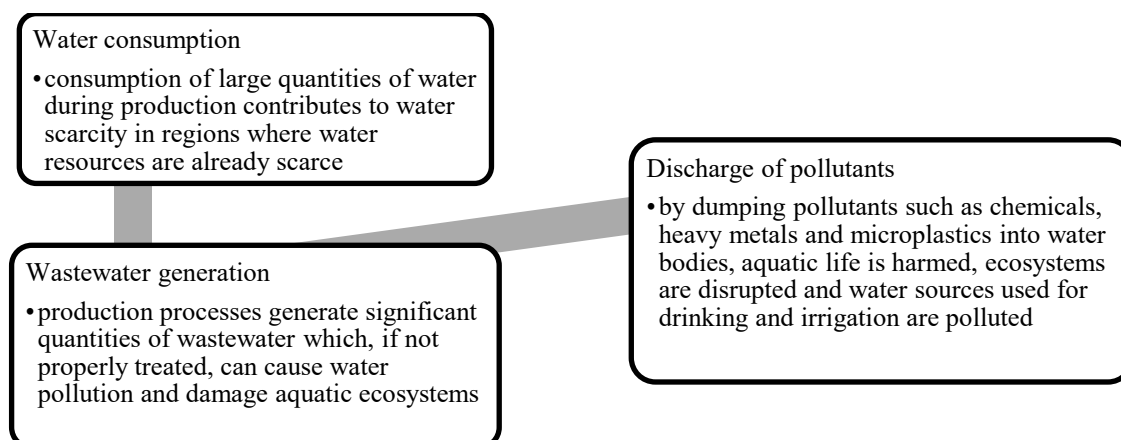 Water consumption
•consumption of large quantities of water
during production contributes to water
scarcity in regions where water
resources are already scarce
Wastewater generation
•production processes generate significant
quantities of wastewater which, if not
properly treated, can cause water
pollution and damage aquatic ecosystems
Discharge of pollutants
•by dumping pollutants such as chemicals,
heavy metals and microplastics into water
bodies, aquatic life is harmed, ecosystems
are disrupted and water sources used for
drinking and irrigation are polluted